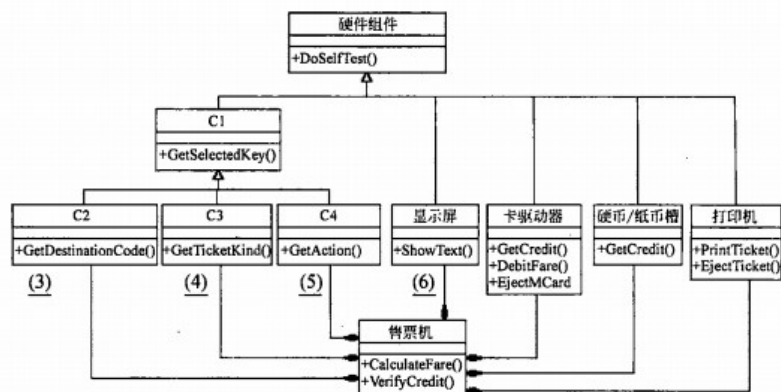 硬件组件
+DoSelfTest()
C1
+GetSelectedKey()
C2
C3
C4
显示屏
卡驱动器
硬币/纸币槽
打印机
+GetDestinationCode()
+GetTicketKind()
+GetAction()
+ShowText()
+GetCredit()
+DebitFare()
+EjectMCard
+GetCredit()
+PrintTicket()
+EjectTicket()
(3)
(4)
(5)
(6)
售票机
+CalculateFare()
+VerifyCredit()